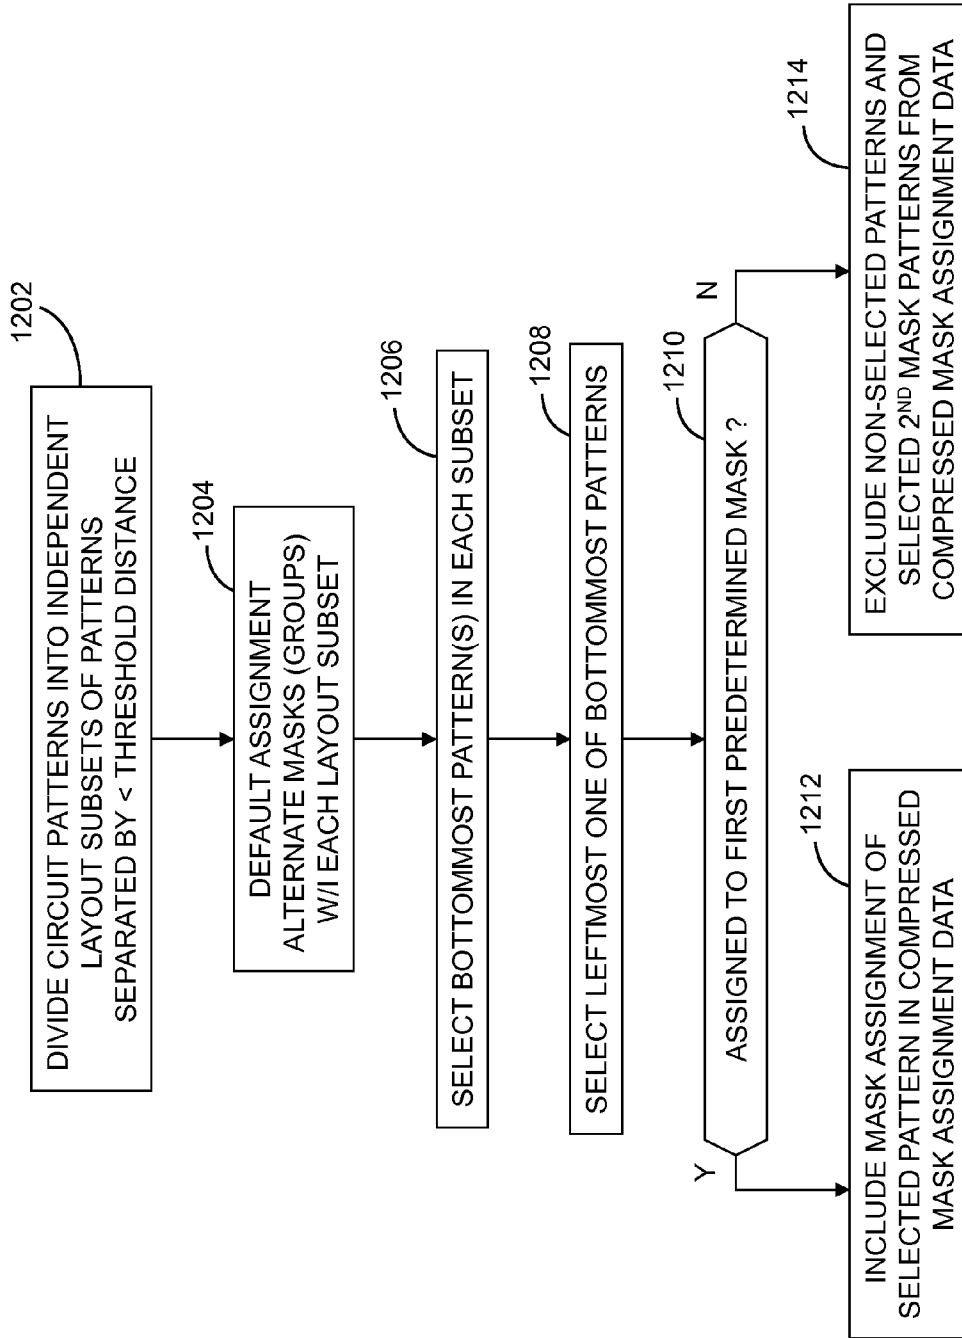 1202
DIVIDE CIRCUIT PATTERNS INTO INDEPENDENT
LAYOUT SUBSETS OF PATTERNS
SEPARATED BY < THRESHOLD DISTANCE
1204
DEFAULT ASSIGNMENT
ALTERNATE MASKS (GROUPS)
W/I EACH LAYOUT SUBSET
1206
SELECT BOTTOMMOST PATTERN(S) IN EACH SUBSET
1208
SELECT LEFTMOST ONE OF BOTTOMMOST PATTERNS
1210
ASSIGNED TO FIRST PREDETERMINED MASK ?
Y
N
1212
INCLUDE MASK ASSIGNMENT OF
SELECTED PATTERN IN COMPRESSED
MASK ASSIGNMENT DATA
1214
EXCLUDE NON-SELECTED PATTERNS AND
SELECTED 2ND MASK PATTERNS FROM
COMPRESSED MASK ASSIGNMENT DATA